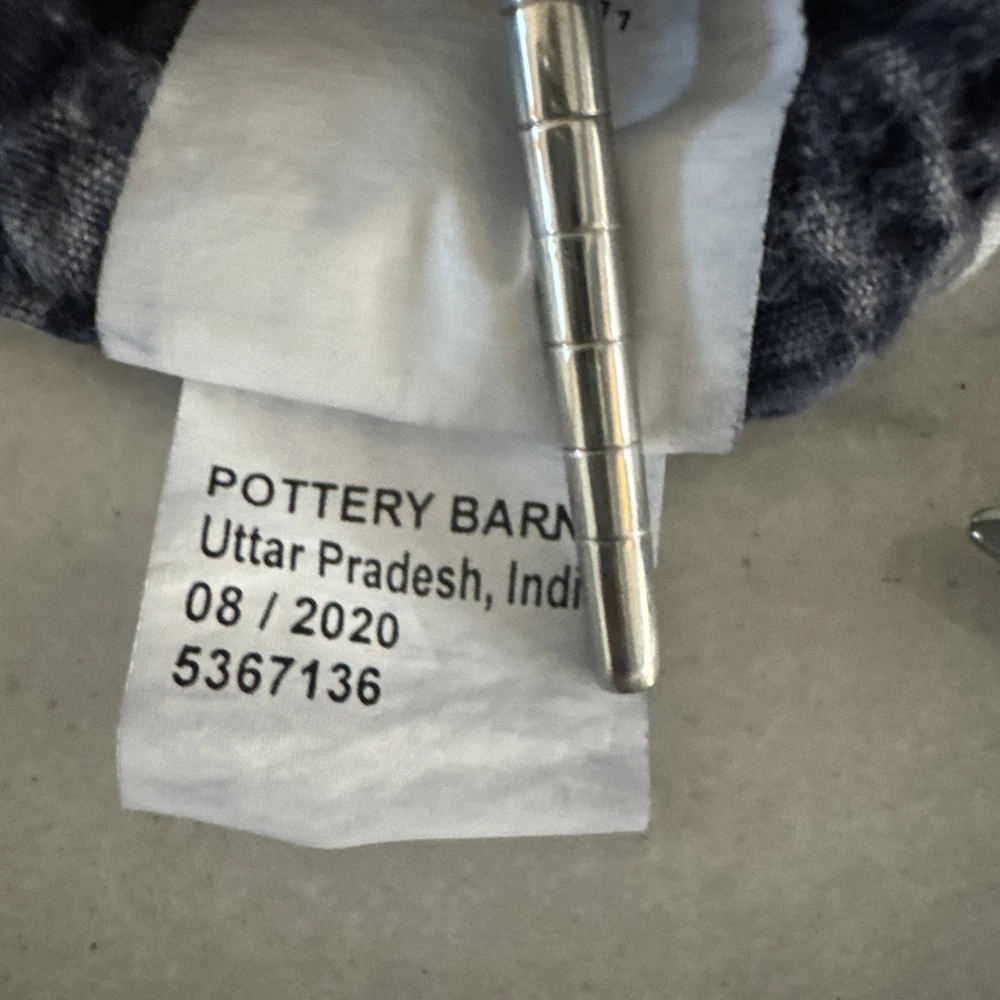 POTTERY BARN
Uttar Pradesh, Indi
08 / 2020
5367136